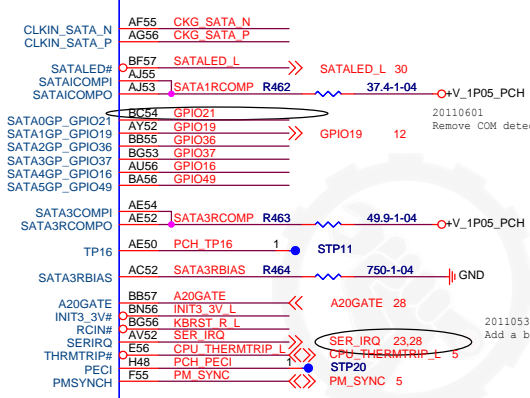 CLKIN_SATA_N AF55 CKG_SATA_N
CLKIN_SATA_P AG56 CKG_SATA_P
SATALED# BF57 SATALED_L SATALED_L 30
SATAICOMPI AJ55
SATAICOMPO AJ53 SATA1RCOMP R462 37.4-1-04 +V_1P05_PCH
20110601
Remove COM dete
SATA0GP_GPIO21 BC54 GPIO21
SATA1GP_GPIO19 AY52 GPIO19 GPIO19 12
SATA2GP_GPIO36 BB55 GPIO36
SATA3GP_GPIO37 BG53 GPIO37
SATA4GP_GPIO16 AU56 GPIO16
SATA5GP_GPIO49 BA56 GPIO49
SATA3COMPI AE54
SATA3RCOMPO AE52 SATA3RCOMP R463 49.9-1-04 +V_1P05_PCH
TP16 AE50 PCH_TP16 1 STP11
SATA3RBIAS AC52 SATA3RBIAS R464 750-1-04 GND
A20GATE BB57 A20GATE A20GATE 28
INIT3_3V# BN56 INIT3_3V_L
RCIN# BG56 KBRST_R_L
2011053
Add a b
SERIRQ AV52 SER_IRQ SER_IRQ 23,28
THRMTRIP# E56 CPU_THERMTRIP_L CPU_THERMTRIP_L 5
PECI H48 PCH_PECI 1 STP20
PMSYNCH F55 PM_SYNC PM_SYNC 5